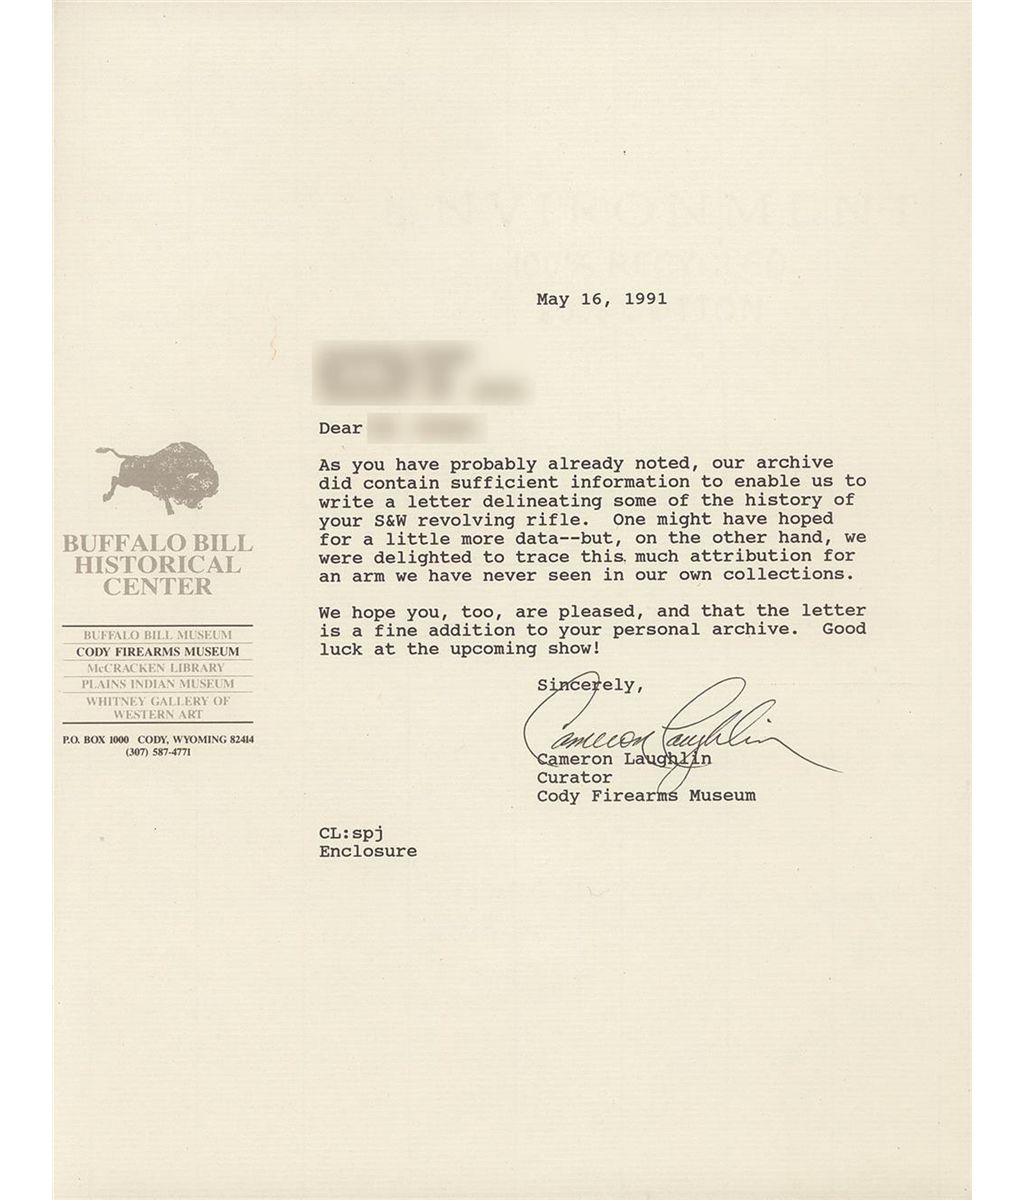 ENVIRONMENT
100% RECYCLED
May 16, 1991
Dear
As you have probably already noted, our archive
did contain sufficient information to enable us to
write a letter delineating some of the history of
your S&W revolving rifle.  One might have hoped
for a little more data--but, on the other hand, we
were delighted to trace this much attribution for
an arm we have never seen in our own collections.
We hope you, too, are pleased, and that the letter
is a fine addition to your personal archive.  Good
luck at the upcoming show!
Sincerely,
Cameron Laughlin
Cameron Laughlin
Curator
Cody Firearms Museum
CL:spj
Enclosure
BUFFALO BILL
HISTORICAL
CENTER
BUFFALO BILL MUSEUM
CODY FIREARMS MUSEUM
McCRACKEN LIBRARY
PLAINS INDIAN MUSEUM
WHITNEY GALLERY OF
WESTERN ART
P.O. BOX 1000 CODY, WYOMING 82414
(307) 587-4771